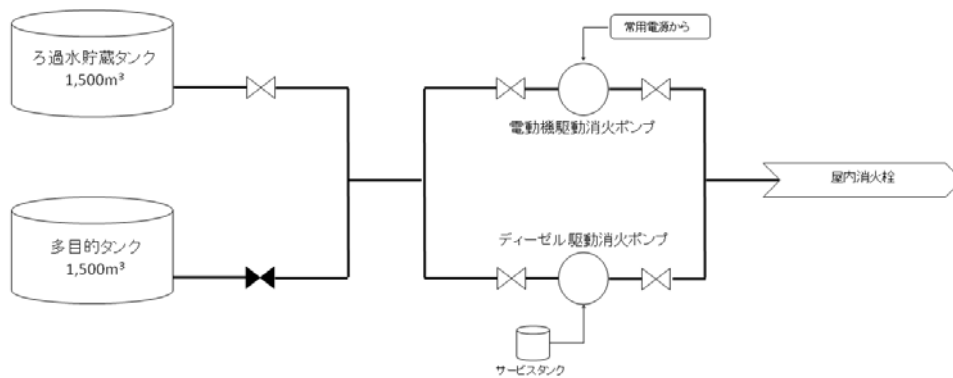 常用電源から
ろ過水貯蔵タンク
1,500m³
電動機駆動消火ポンプ
屋内消火栓
多目的タンク
1,500m³
ディーゼル駆動消火ポンプ
サービスタンク